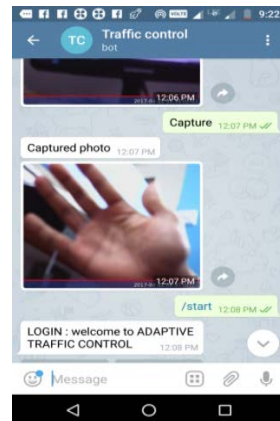 9:22
TC
Traffic control
bot
12:06 PM
Capture 12:07 PM
Captured photo 12:07 PM
12:07 PM
/start 12:08 PM
LOGIN : welcome to ADAPTIVE
TRAFFIC CONTROL 12:08 PM
Message